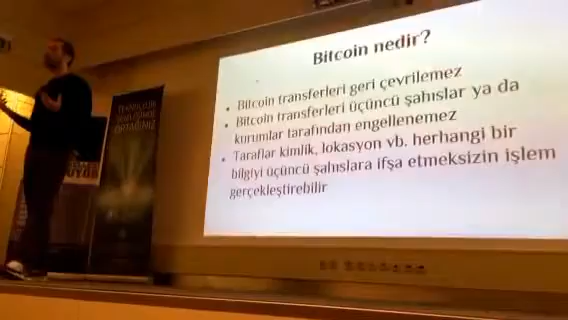 Bitcoin nedir?
• Bitcoin transferleri geri çevrilemez
• Bitcoin transferleri üçüncü şahıslar ya da
kurumlar tarafından engellenemez
• Taraflar kimlik, lokasyon vb. herhangi bir
bilgiyi üçüncü şahıslara ifşa etmeksizin işlem
gerçekleştirebilir